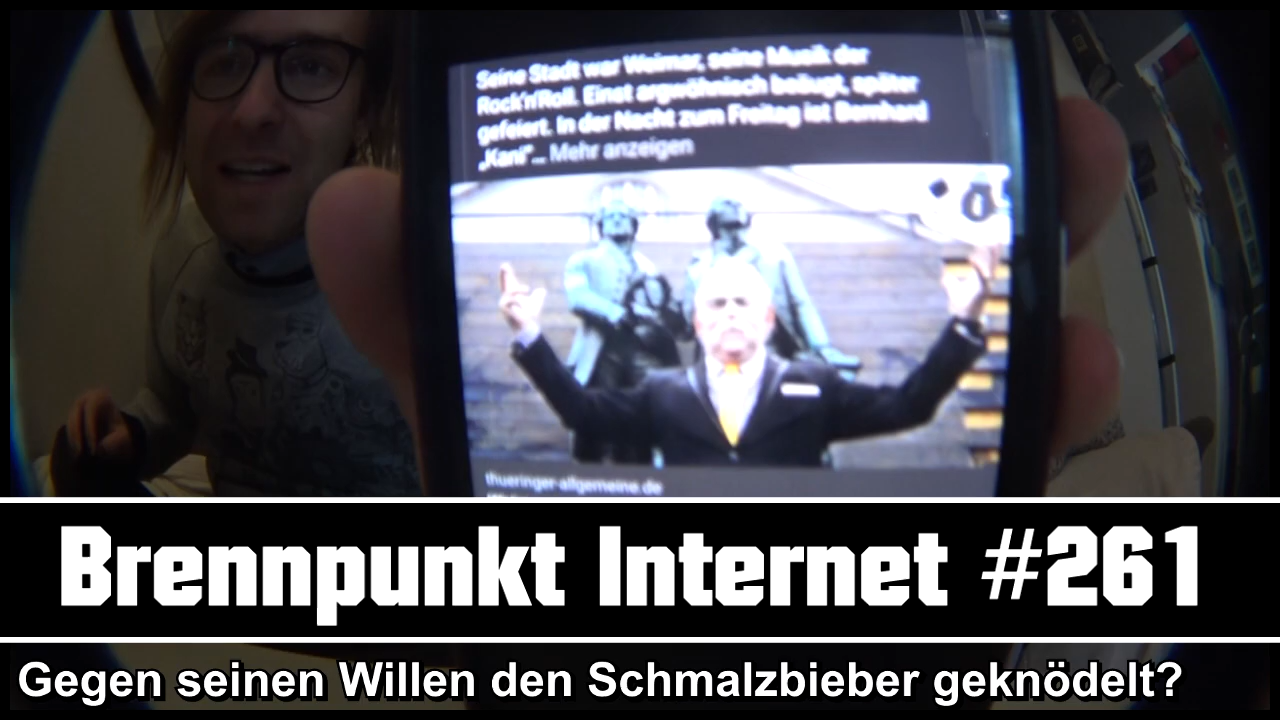 Seine Stadt war Weimar, seine Musik der
Rock'n'Roll. Einst argwöhnisch beäugt, später
gefeiert. In der Nacht zum Freitag ist Bernhard
„Kani“... Mehr anzeigen
thueringer-allgemeine.de
Brennpunkt Internet #261
Gegen seinen Willen den Schmalzbieber geknödelt?